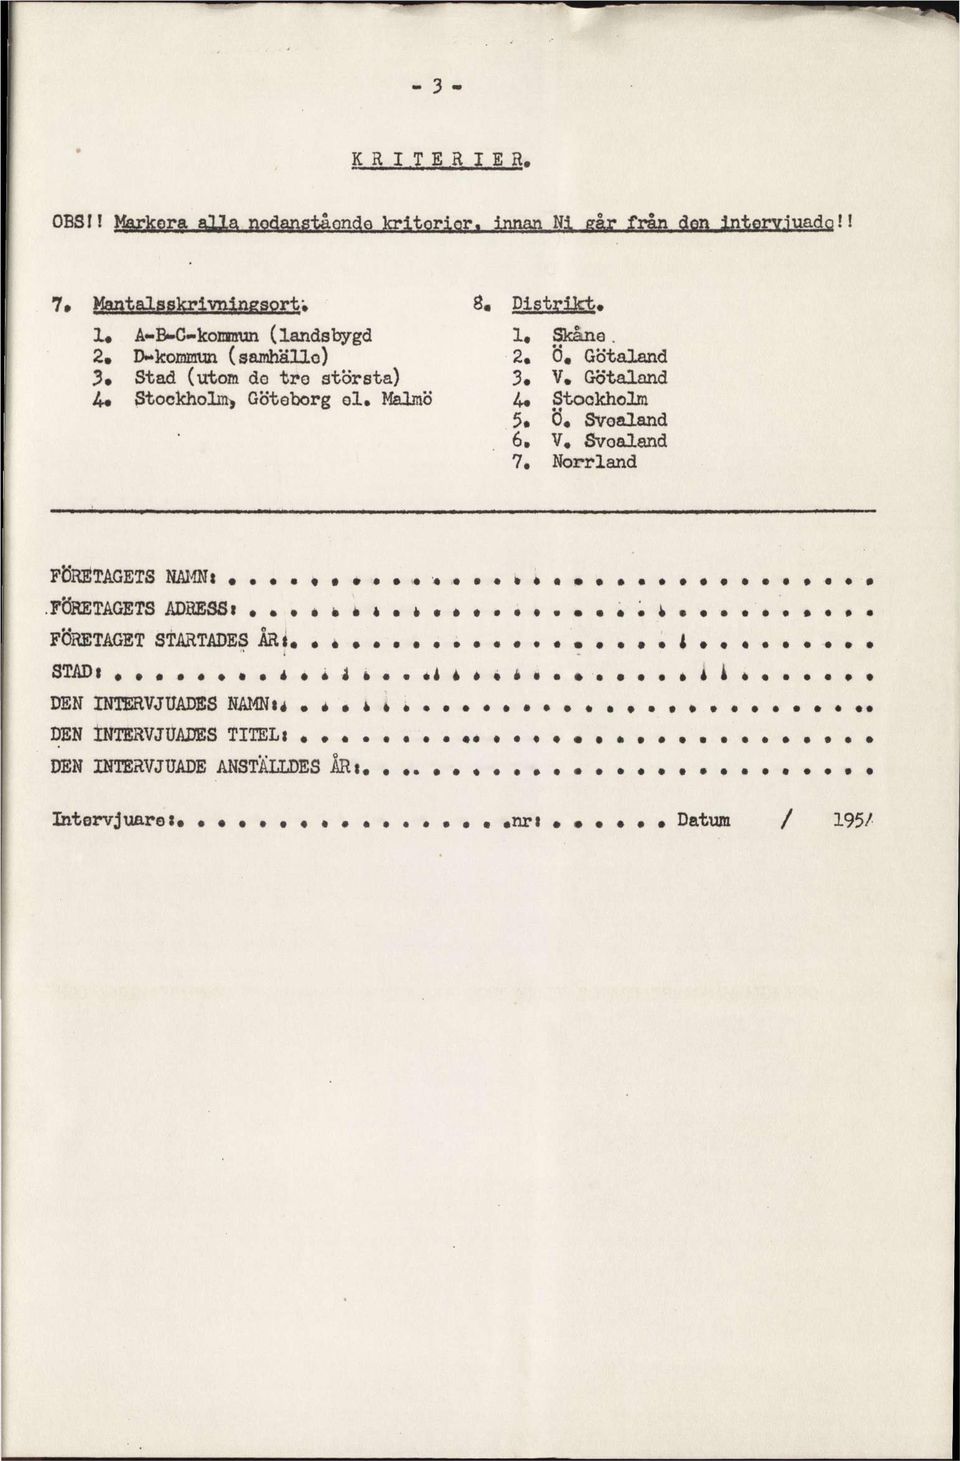 - 3 -
K R I T E R I E R.
OBS!! Markera alla nedanstående kriterier, innan Ni går från den intervjuade!!
7. Mantalsskrivningsort:
1. A-B-C-kommun (landsbygd
2. D-kommun (samhälle)
3. Stad (utom de tre största)
4. Stockholm, Göteborg el. Malmö
8. Distrikt.
1. Skåne.
2. Ö. Götaland
3. V. Götaland
4. Stockholm
5. Ö. Svealand
6. V. Svealand
7. Norrland
FÖRETAGETS NAMN: . . . . . . . . . . . . . . . . . . . . . . . . . . . . . . . .
FÖRETAGETS ADRESS: . . . . . . . . . . . . . . . . . . . . . . . . . . . . . . .
FÖRETAGET STARTADES ÅR: . . . . . . . . . . . . . . . . . . . . . . . . . . . . .
STAD: . . . . . . . . . . . . . . . . . . . . . . . . . . . . . . . . . . . . . .
DEN INTERVJUADES NAMN: . . . . . . . . . . . . . . . . . . . . . . . . . . . . ..
DEN INTERVJUADES TITEL: . . . . . . . . .. . . . . . . . . . . . . . . . . . . .
DEN INTERVJUADE ANSTÄLLDES ÅR: . . .. . . . . . . . . . . . . . . . . . . . . . .
Intervjuare: . . . . . . . . . . . . . . . . .nr: . . . . . . Datum / 195